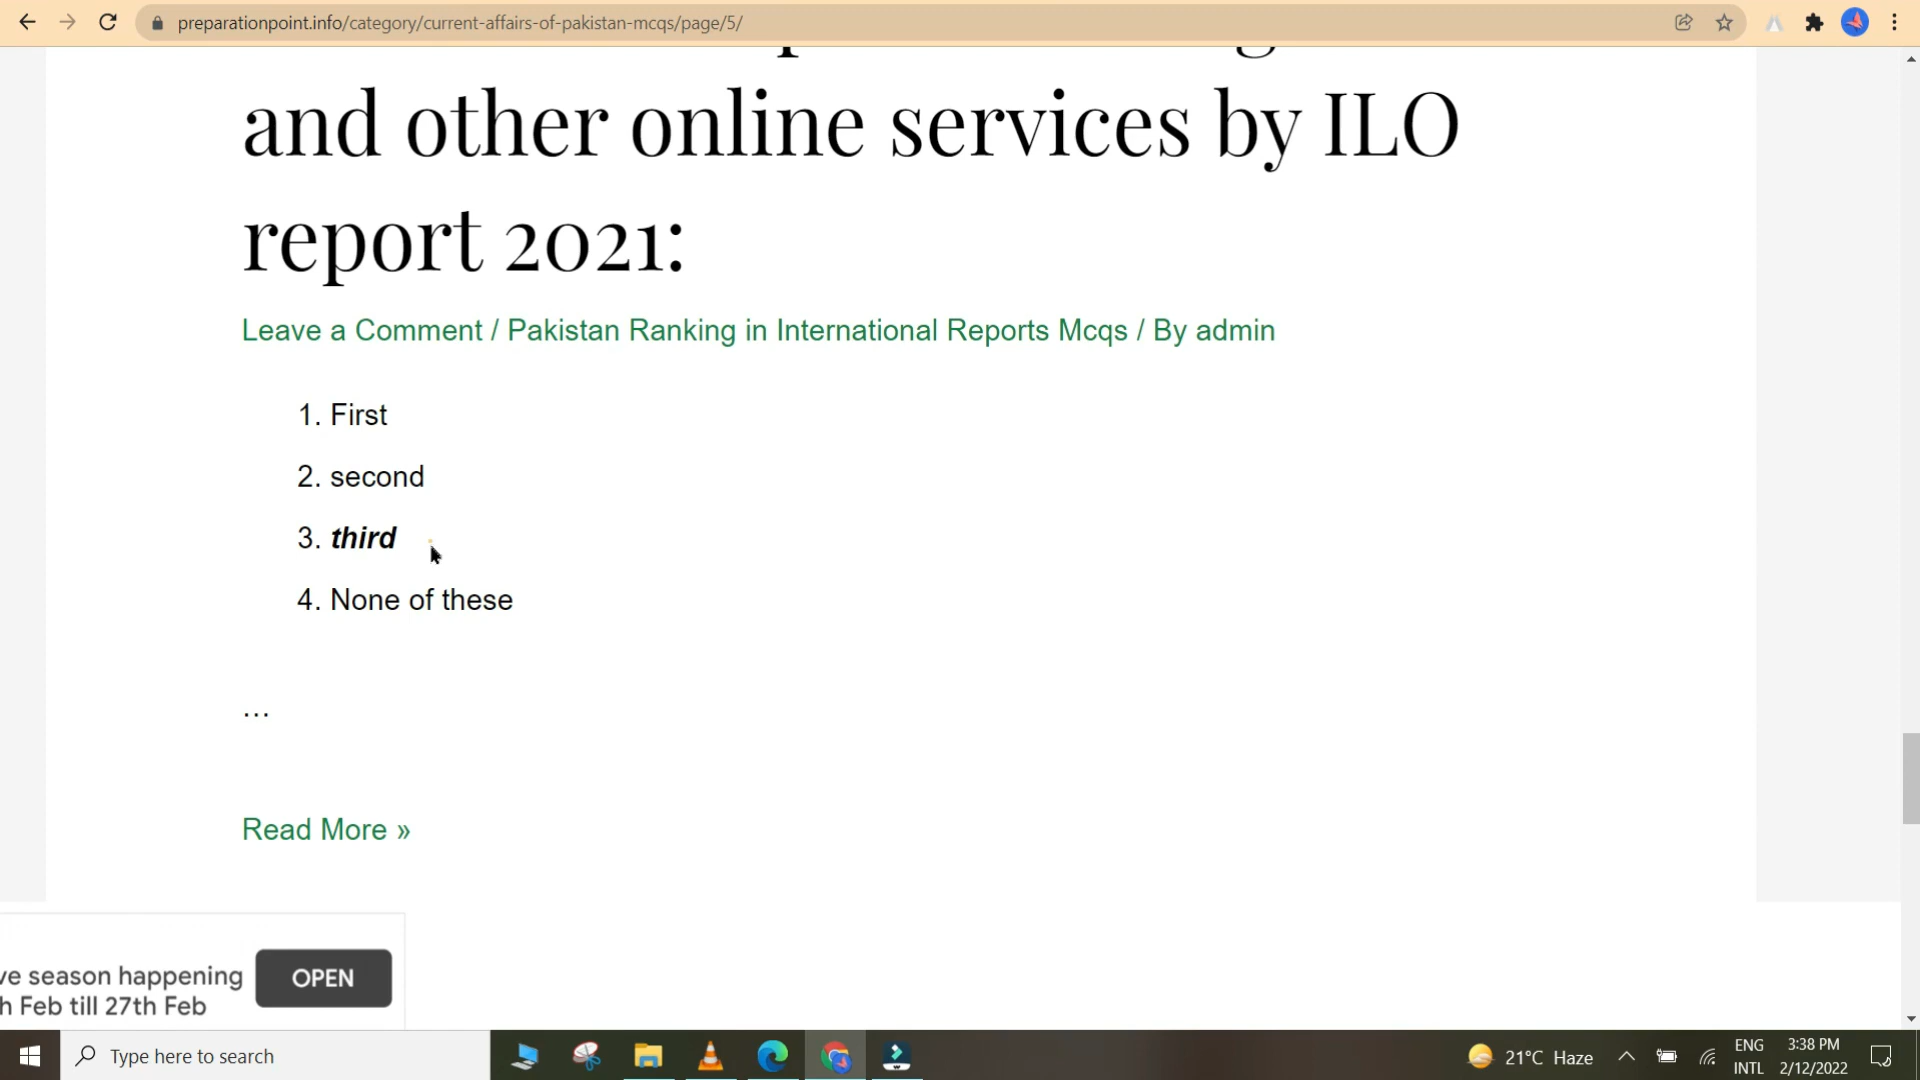 preparationpoint.info/category/current-affairs-of-pakistan-mcqs/page/5/
and other online services by ILO
report 2021:
Leave a Comment / Pakistan Ranking in International Reports Mcqs / By admin
1. First
2. second
3. third
4. None of these
...
Read More »
season happening
OPEN
Feb till 27th Feb
Type here to search
21°C Haze
ENG
INTL
3:38 PM
2/12/2022